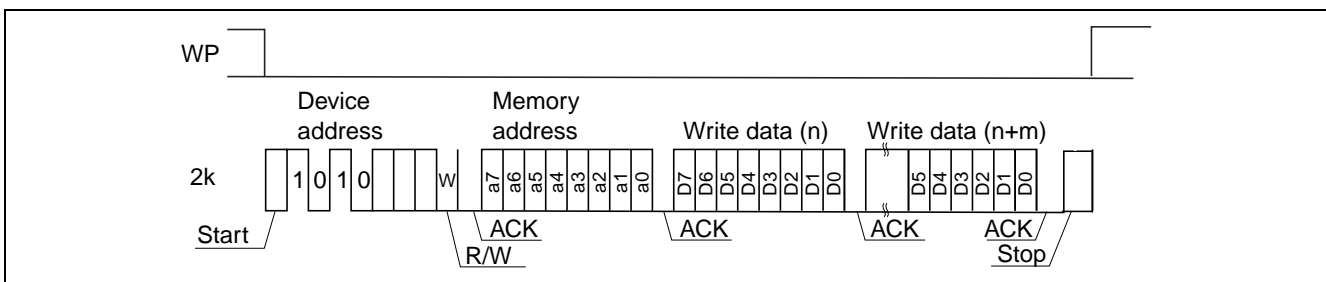 WP
Device address
Memory address
Write data (n)
Write data (n+m)
2k
1 0 1 0
W
a7 a6 a5 a4 a3 a2 a1 a0
D7 D6 D5 D4 D3 D2 D1 D0
D5 D4 D3 D2 D1 D0
Start
ACK
ACK
ACK
ACK
R/W
Stop